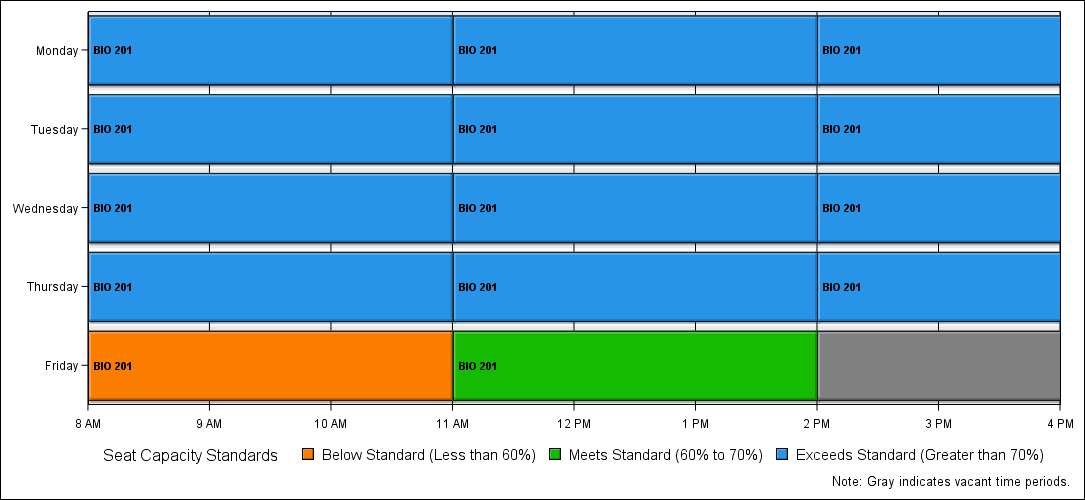 Monday BIO 201 BIO 201 BIO 201
Tuesday BIO 201 BIO 201 BIO 201
Wednesday BIO 201 BIO 201 BIO 201
Thursday BIO 201 BIO 201 BIO 201
Friday BIO 201 BIO 201
8 AM 9 AM 10 AM 11 AM 12 PM 1 PM 2 PM 3 PM 4 PM
Seat Capacity Standards Below Standard (Less than 60%) Meets Standard (60% to 70%) Exceeds Standard (Greater than 70%)
Note: Gray indicates vacant time periods.